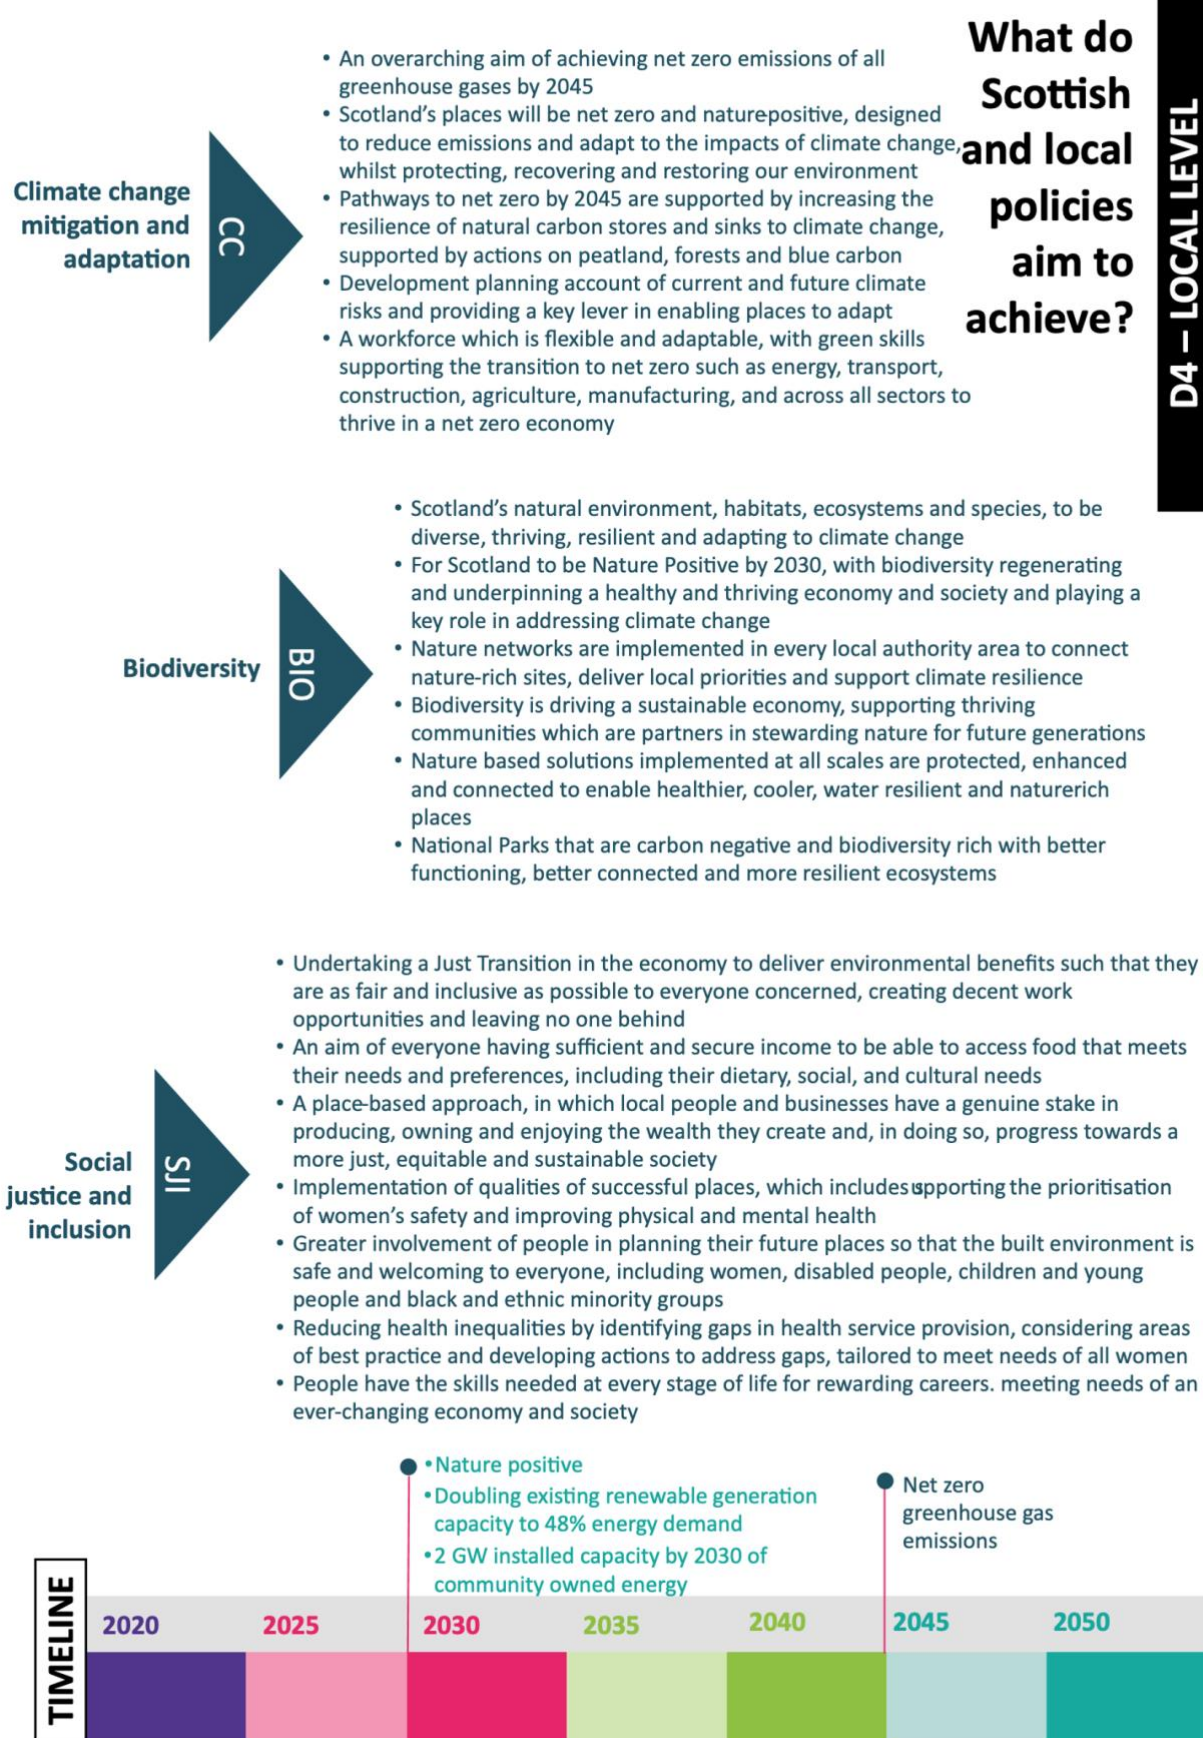 What do
Scottish
and local
policies
aim to
achieve?
D4 – LOCAL LEVEL
Climate change
mitigation and
adaptation
CC
• An overarching aim of achieving net zero emissions of all
greenhouse gases by 2045
• Scotland's places will be net zero and nature-positive, designed
to reduce emissions and adapt to the impacts of climate change,
whilst protecting, recovering and restoring our environment
• Pathways to net zero by 2045 are supported by increasing the
resilience of natural carbon stores and sinks to climate change,
supported by actions on peatland, forests and blue carbon
• Development planning account of current and future climate
risks and providing a key lever in enabling places to adapt
• A workforce which is flexible and adaptable, with green skills
supporting the transition to net zero such as energy, transport,
construction, agriculture, manufacturing, and across all sectors to
thrive in a net zero economy
Biodiversity
BIO
• Scotland's natural environment, habitats, ecosystems and species, to be
diverse, thriving, resilient and adapting to climate change
• For Scotland to be Nature Positive by 2030, with biodiversity regenerating
and underpinning a healthy and thriving economy and society and playing a
key role in addressing climate change
• Nature networks are implemented in every local authority area to connect
nature-rich sites, deliver local priorities and support climate resilience
• Biodiversity is driving a sustainable economy, supporting thriving
communities which are partners in stewarding nature for future generations
• Nature based solutions implemented at all scales are protected, enhanced
and connected to enable healthier, cooler, water resilient and naturerich
places
• National Parks that are carbon negative and biodiversity rich with better
functioning, better connected and more resilient ecosystems
Social
justice and
inclusion
SJI
• Undertaking a Just Transition in the economy to deliver environmental benefits such that they
are as fair and inclusive as possible to everyone concerned, creating decent work
opportunities and leaving no one behind
• An aim of everyone having sufficient and secure income to be able to access food that meets
their needs and preferences, including their dietary, social, and cultural needs
• A place-based approach, in which local people and businesses have a genuine stake in
producing, owning and enjoying the wealth they create and, in doing so, progress towards a
more just, equitable and sustainable society
• Implementation of qualities of successful places, which includes supporting the prioritisation
of women's safety and improving physical and mental health
• Greater involvement of people in planning their future places so that the built environment is
safe and welcoming to everyone, including women, disabled people, children and young
people and black and ethnic minority groups
• Reducing health inequalities by identifying gaps in health service provision, considering areas
of best practice and developing actions to address gaps, tailored to meet needs of all women
• People have the skills needed at every stage of life for rewarding careers. meeting needs of an
ever-changing economy and society
• Nature positive
• Doubling existing renewable generation
capacity to 48% energy demand
• 2 GW installed capacity by 2030 of
community owned energy
Net zero
greenhouse gas
emissions
TIMELINE
2020 2025 2030 2035 2040 2045 2050